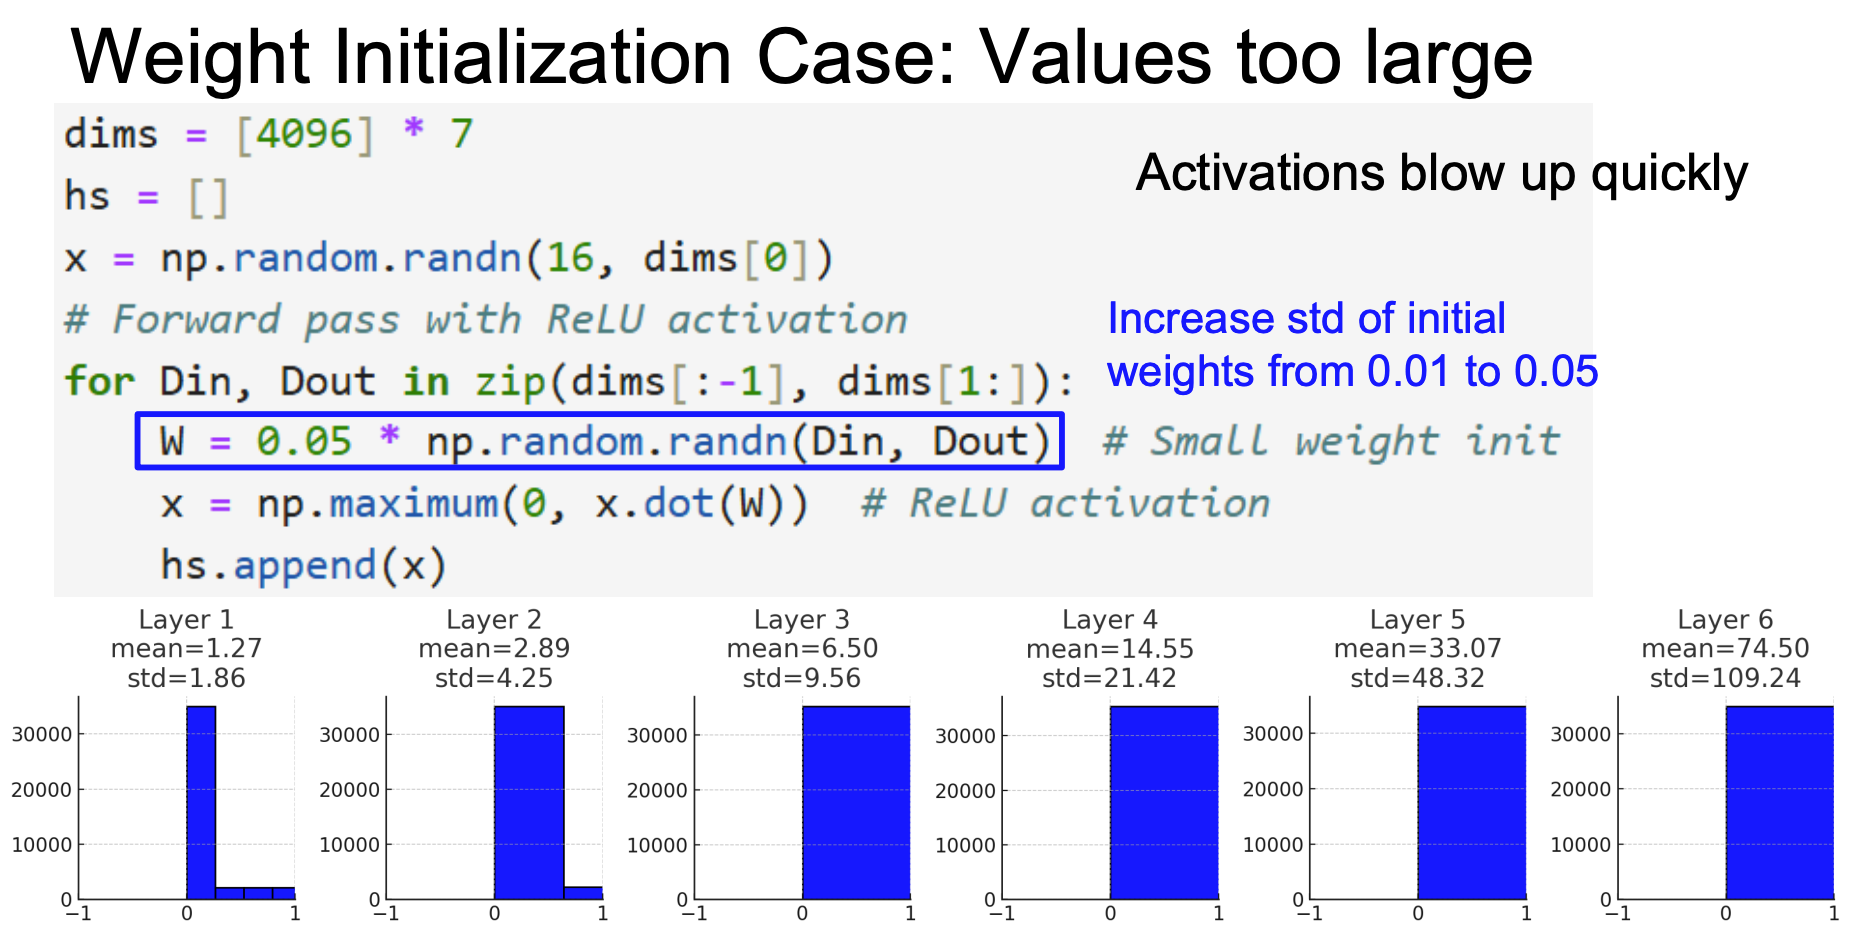 Weight Initialization Case: Values too large
dims = [4096] * 7
hs = []
x = np.random.randn(16, dims[0])
# Forward pass with ReLU activation
for Din, Dout in zip(dims[:-1], dims[1:]):
W = 0.05 * np.random.randn(Din, Dout) # Small weight init
x = np.maximum(0, x.dot(W)) # ReLU activation
hs.append(x)
Activations blow up quickly
Increase std of initial
weights from 0.01 to 0.05
Layer 1
mean=1.27
std=1.86
30000
20000
10000
0
-1 0 1
Layer 2
mean=2.89
std=4.25
30000
20000
10000
0
-1 0 1
Layer 3
mean=6.50
std=9.56
30000
20000
10000
0
-1 0 1
Layer 4
mean=14.55
std=21.42
30000
20000
10000
0
-1 0 1
Layer 5
mean=33.07
std=48.32
30000
20000
10000
0
-1 0 1
Layer 6
mean=74.50
std=109.24
30000
20000
10000
0
-1 0 1